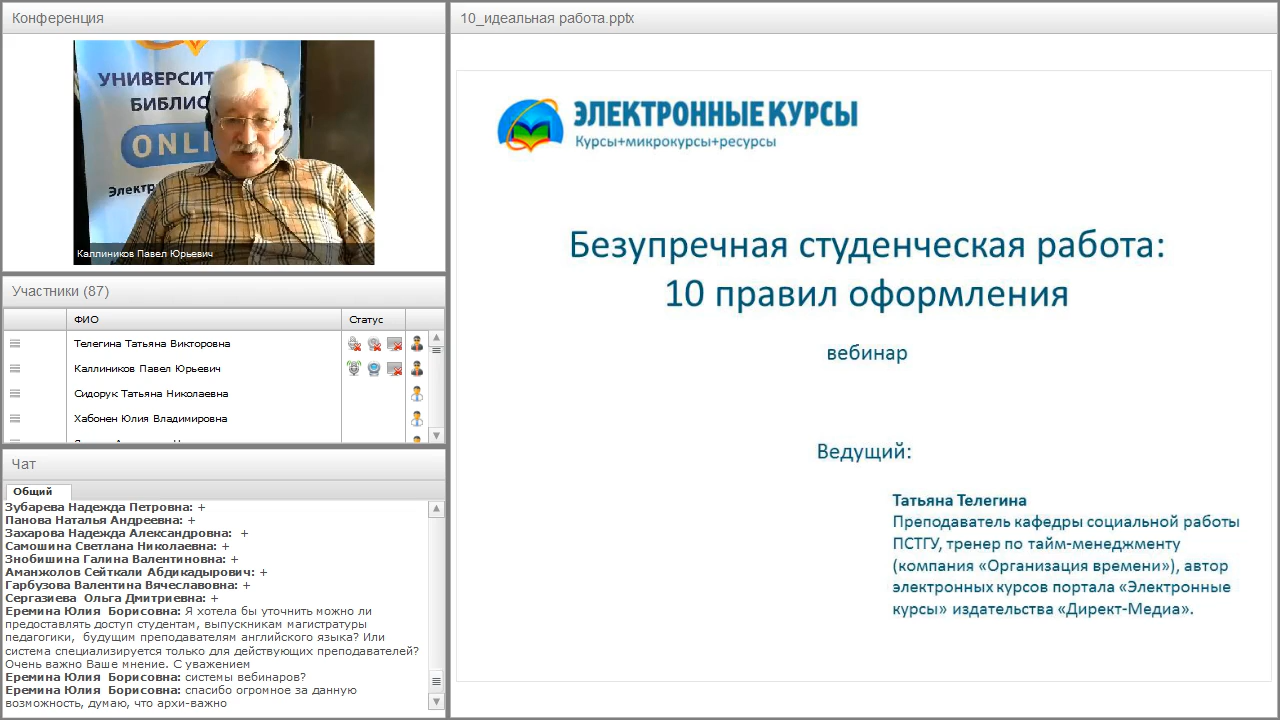 Конференция
УНИВЕРСИТ
БИБЛИО
ONLI
Элект
Каллиников Павел Юрьевич
Участники (87)
ФИО Статус
Телегина Татьяна Викторовна
Каллиников Павел Юрьевич
Сидорук Татьяна Николаевна
Хабонен Юлия Владимировна
Чат
Общий
Зубарева Надежда Петровна: +
Панова Наталья Андреевна: +
Захарова Надежда Александровна: +
Самошина Светлана Николаевна: +
Знобишина Галина Валентиновна: +
Аманжолов Сейткали Абдикадырович: +
Гарбузова Валентина Вячеславовна: +
Сергазиева Ольга Дмитриевна: +
Еремина Юлия Борисовна: Я хотела бы уточнить можно ли
предоставлять доступ студентам, выпускникам магистратуры
педагогики, будущим преподавателям английского языка? Или
система специализируется только для действующих преподавателей?
Очень важно Ваше мнение. С уважением
Еремина Юлия Борисовна: системы вебинаров?
Еремина Юлия Борисовна: спасибо огромное за данную
возможность, думаю, что архи-важно
10_идеальная работа.pptx
ЭЛЕКТРОННЫЕ КУРСЫ
Курсы+микрокурсы+ресурсы
Безупречная студенческая работа:
10 правил оформления
вебинар
Ведущий:
Татьяна Телегина
Преподаватель кафедры социальной работы
ПСТГУ, тренер по тайм-менеджменту
(компания «Организация времени»), автор
электронных курсов портала «Электронные
курсы» издательства «Директ-Медиа».